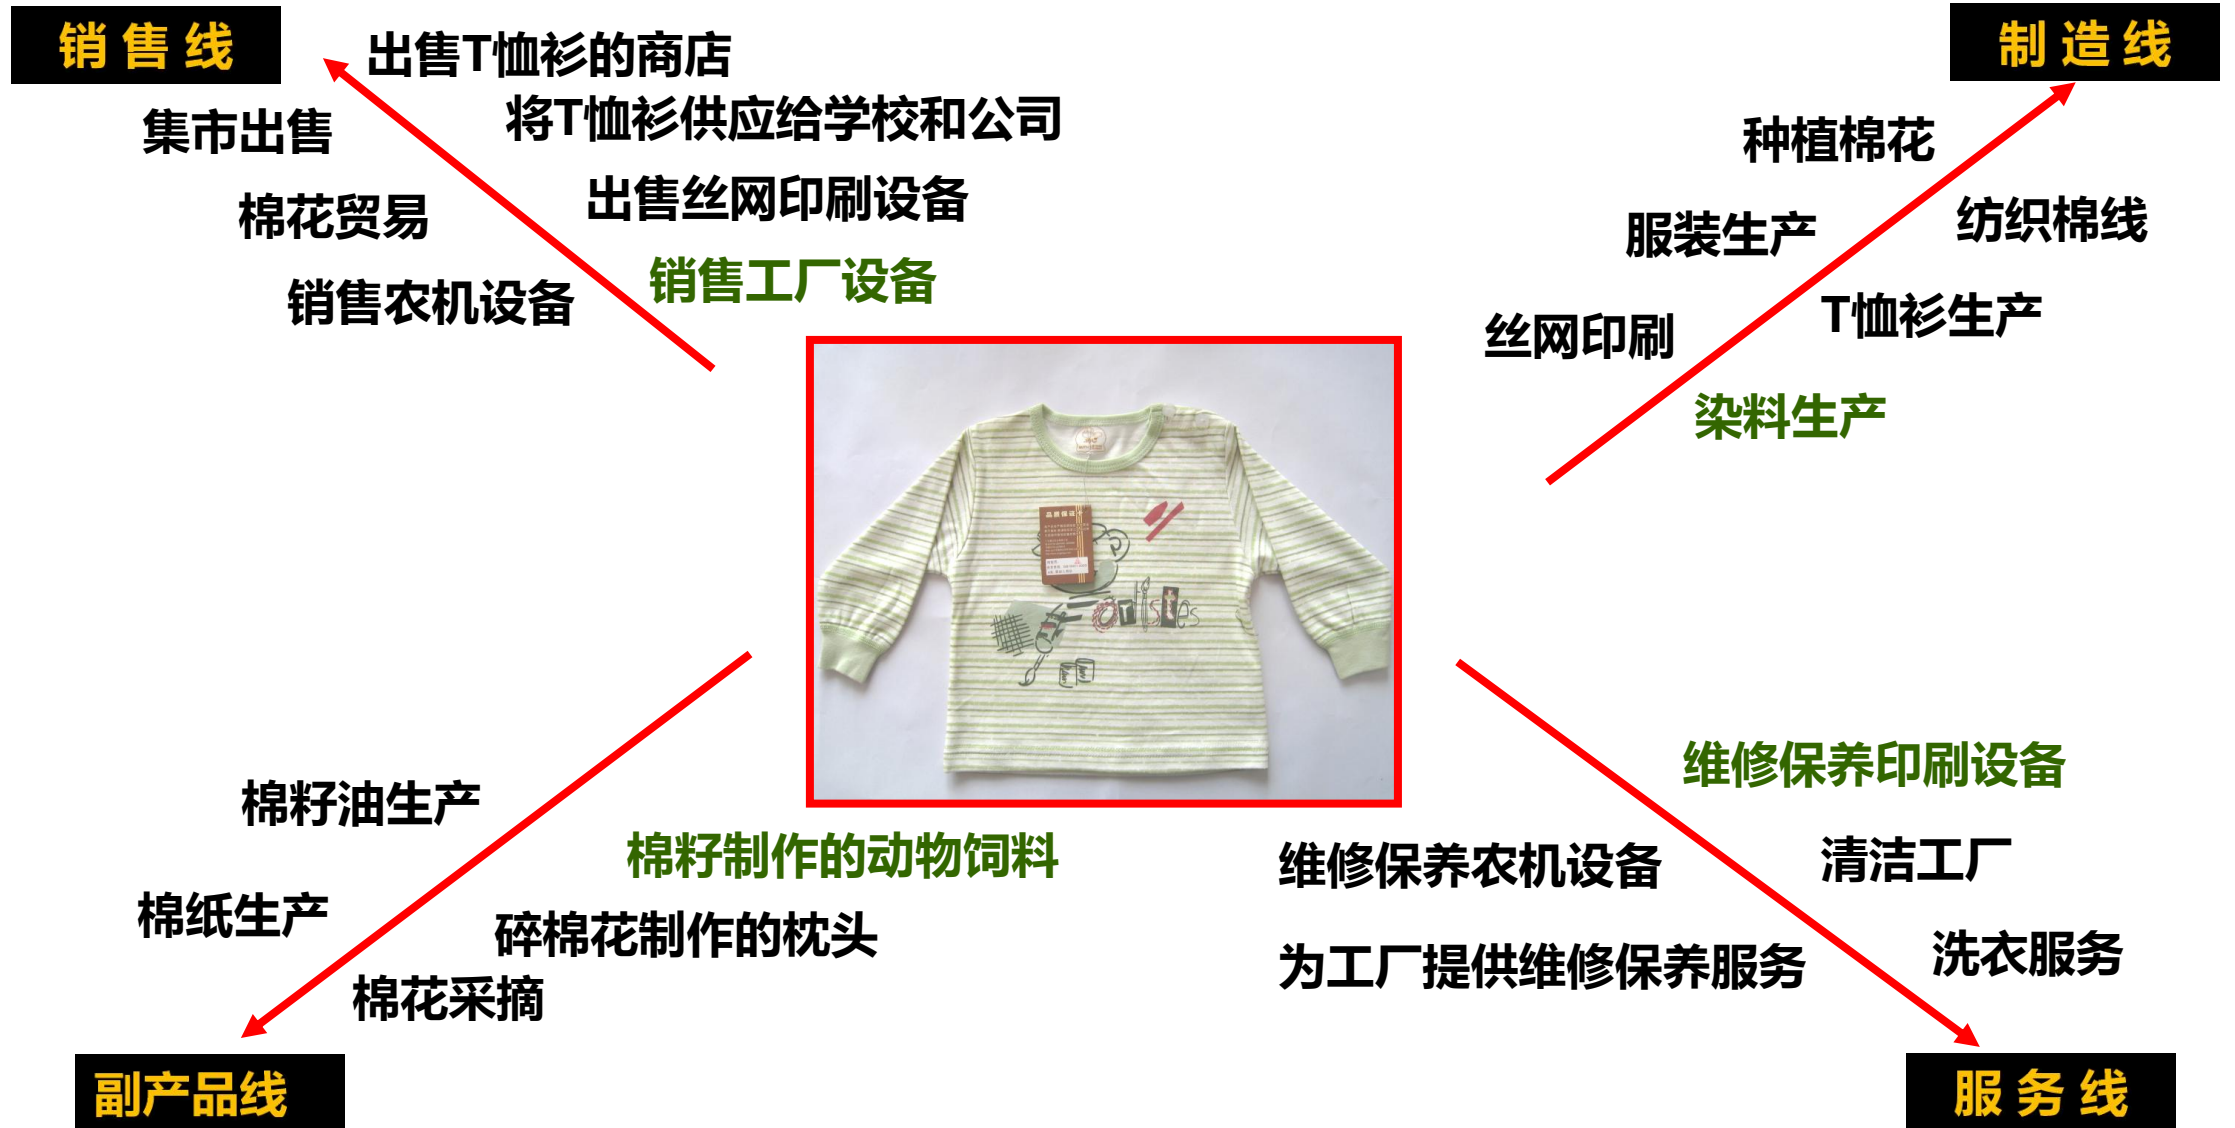 销售线
制造线
出售T恤衫的商店
集市出售
将T恤衫供应给学校和公司
棉花贸易
出售丝网印刷设备
销售农机设备
销售工厂设备
种植棉花
服装生产
纺织棉线
丝网印刷
T恤衫生产
染料生产
品质保证
artistes
棉籽油生产
棉籽制作的动物饲料
棉纸生产
碎棉花制作的枕头
棉花采摘
维修保养印刷设备
维修保养农机设备
清洁工厂
为工厂提供维修保养服务
洗衣服务
副产品线
服务线